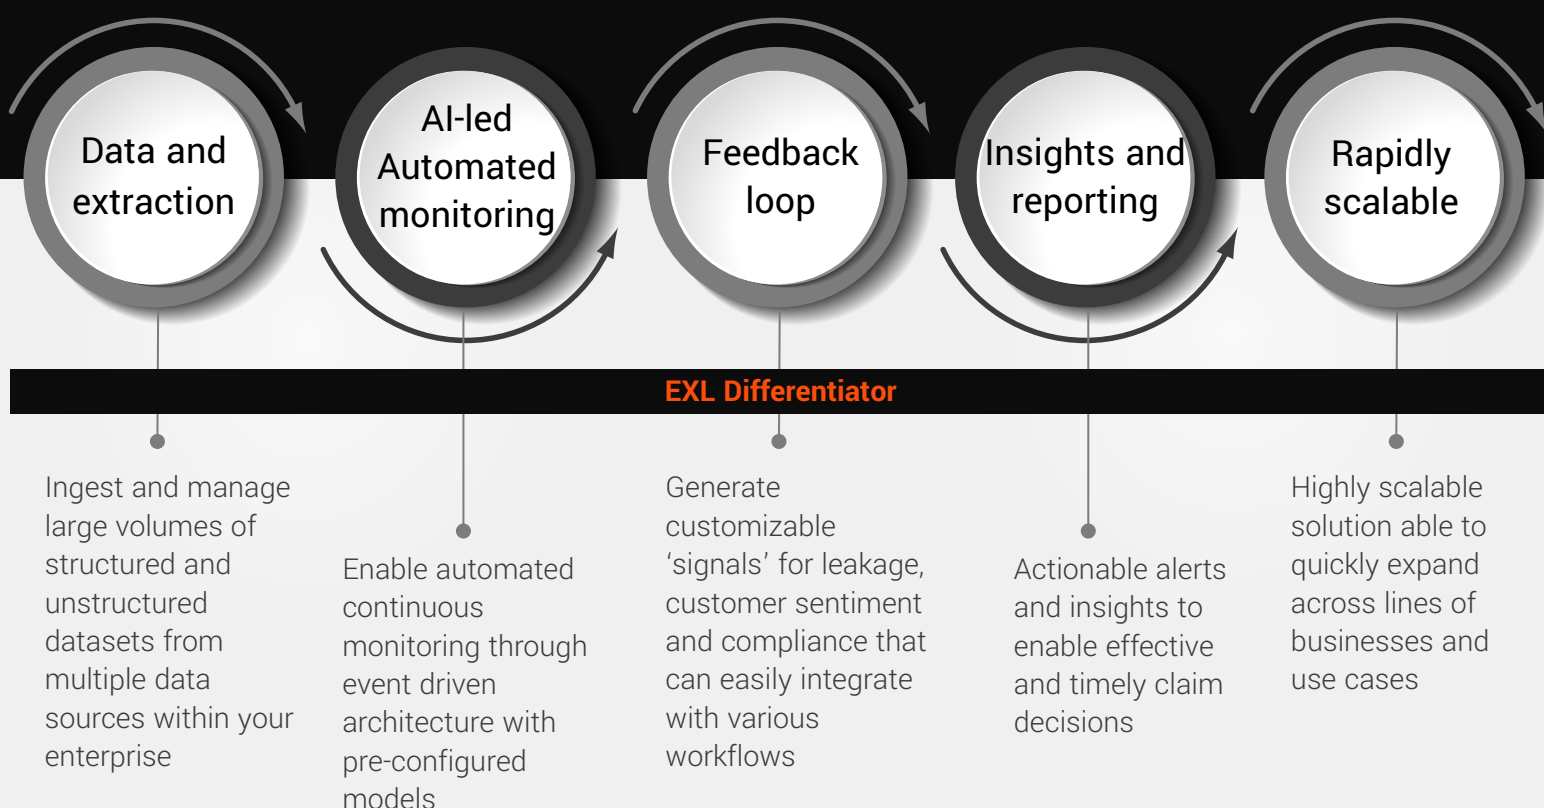 Data and
extraction
AI-led
Automated
monitoring
Feedback
loop
Insights and
reporting
Rapidly
scalable
EXL Differentiator
Ingest and manage
large volumes of
structured and
unstructured
datasets from
multiple data
sources within your
enterprise
Enable automated
continuous
monitoring through
event driven
architecture with
pre-configured
models
Generate
customizable
‘signals’ for leakage,
customer sentiment
and compliance that
can easily integrate
with various
workflows
Actionable alerts
and insights to
enable effective
and timely claim
decisions
Highly scalable
solution able to
quickly expand
across lines of
businesses and
use cases